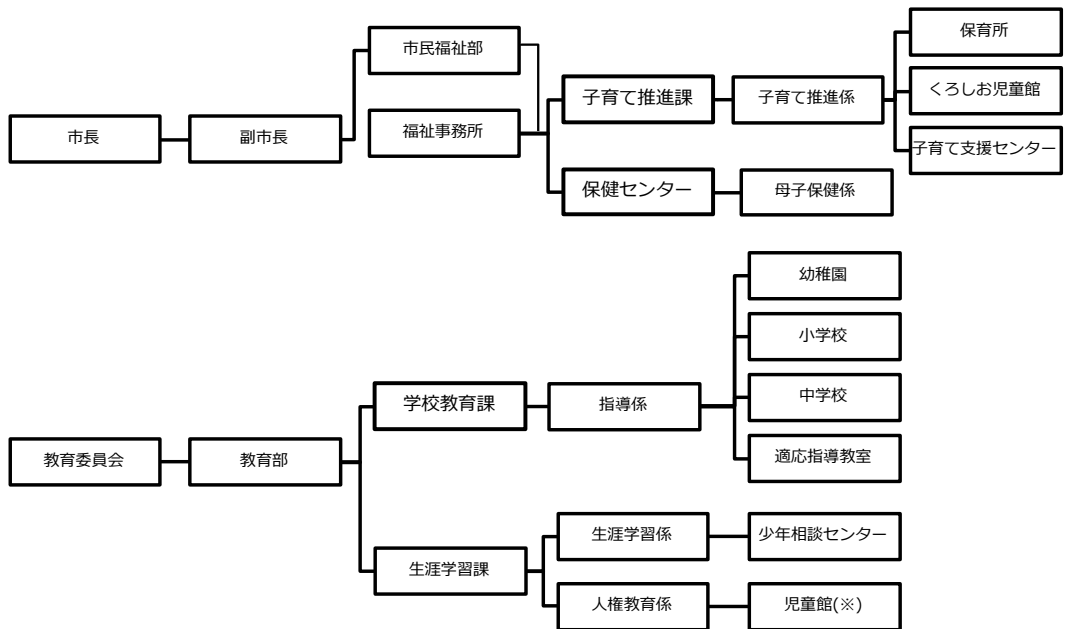 市長
副市長
市民福祉部
福祉事務所
子育て推進課
子育て推進係
保育所
くろしお児童館
子育て支援センター
保健センター
母子保健係
教育委員会
教育部
学校教育課
指導係
幼稚園
小学校
中学校
適応指導教室
生涯学習課
生涯学習係
少年相談センター
人権教育係
児童館(※)